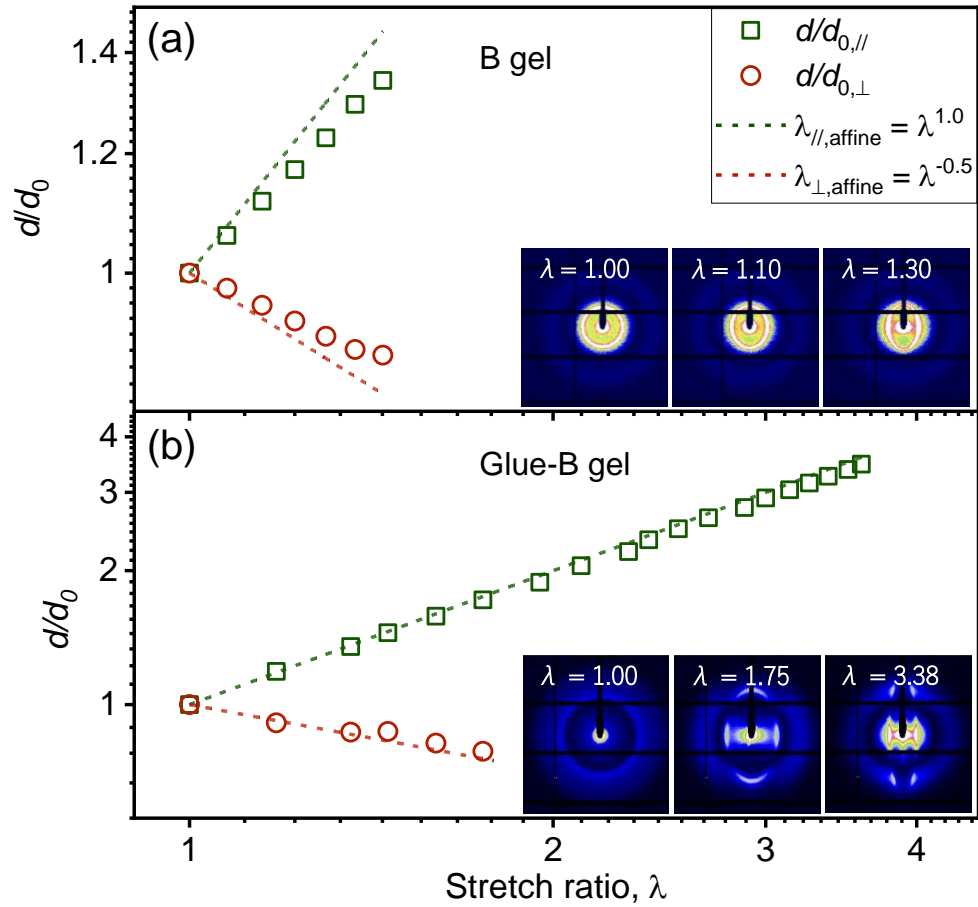 (a)
B gel
d/d0,//
d/d0,⊥
λ//,affine = λ^1.0
λ⊥,affine = λ^-0.5
1.4
1.2
1
d/d0
λ = 1.00
λ = 1.10
λ = 1.30
(b)
Glue-B gel
4
3
2
1
d/d0
λ = 1.00
λ = 1.75
λ = 3.38
1
2
3
4
Stretch ratio, λ